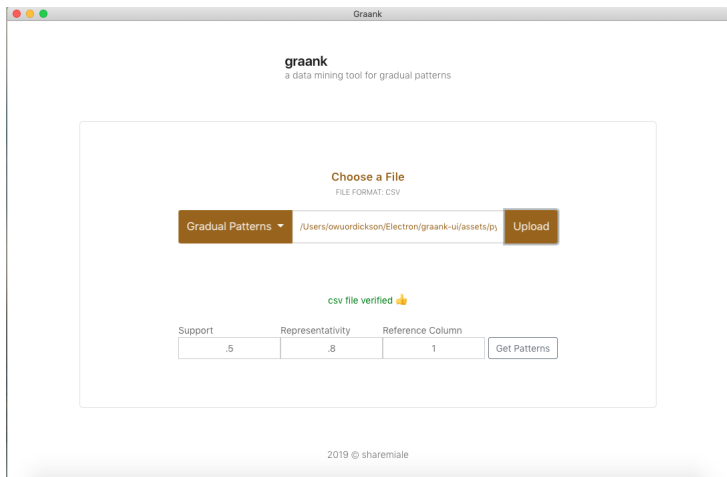 Graank
graank
a data mining tool for gradual patterns
Choose a File
FILE FORMAT: CSV
Gradual Patterns /Users/owuordickson/Electron/graank-ui/assets/py Upload
csv file verified 👍
Support Representativity Reference Column
.5 .8 1 Get Patterns
2019 © sharemiale